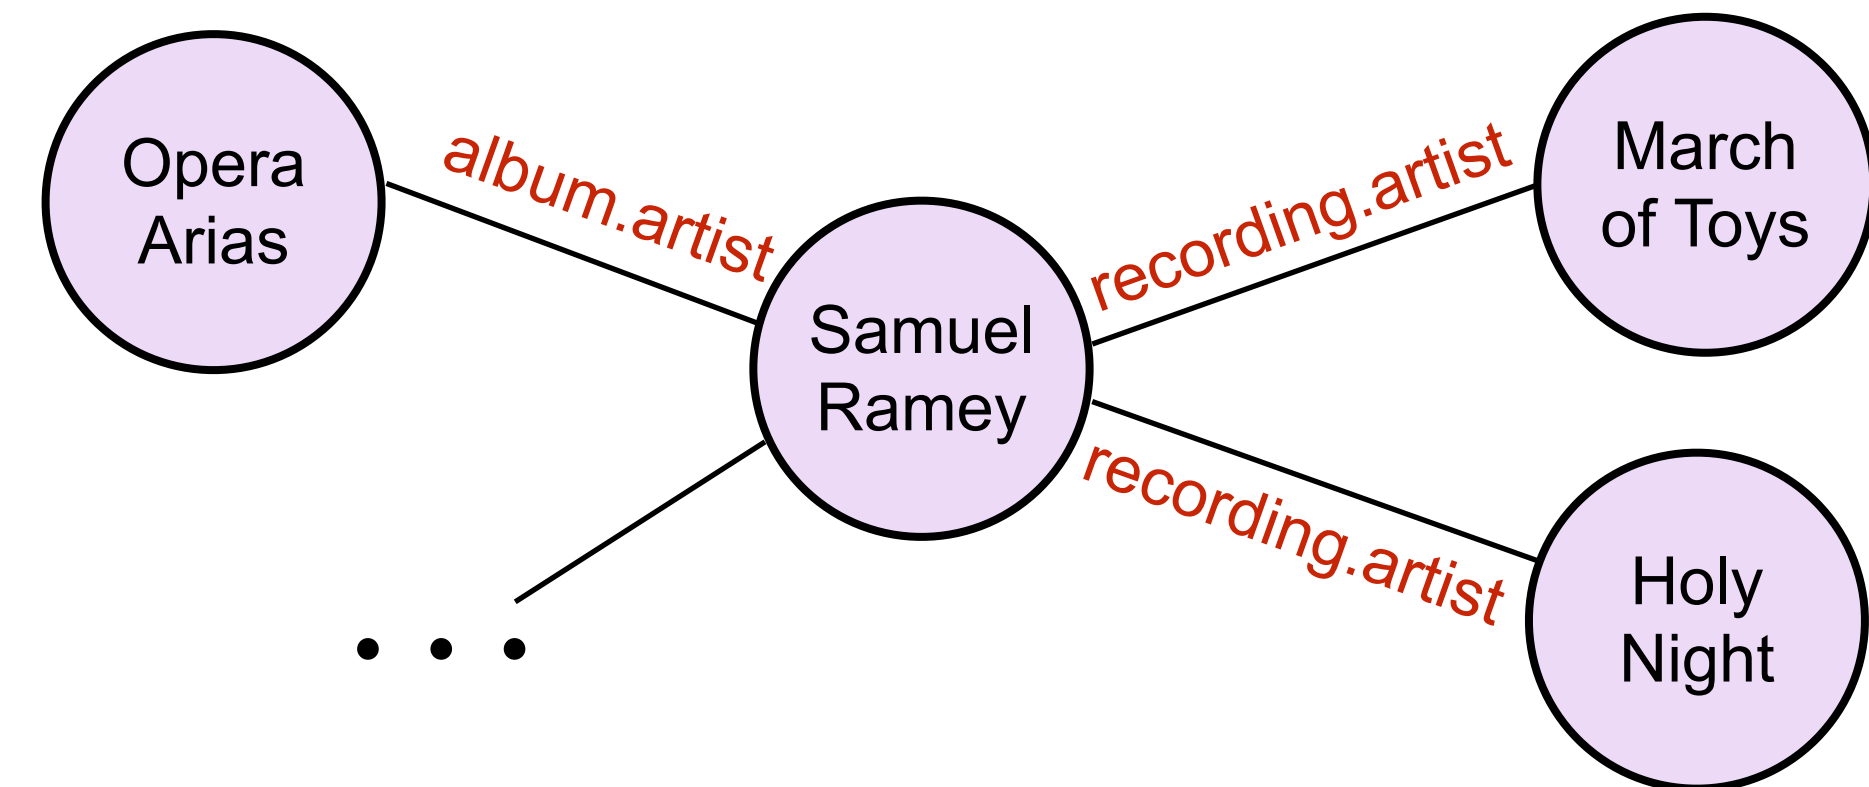 Opera
Arias
album.artist
Samuel
Ramey
recording.artist
March
of Toys
recording.artist
Holy
Night
. . .